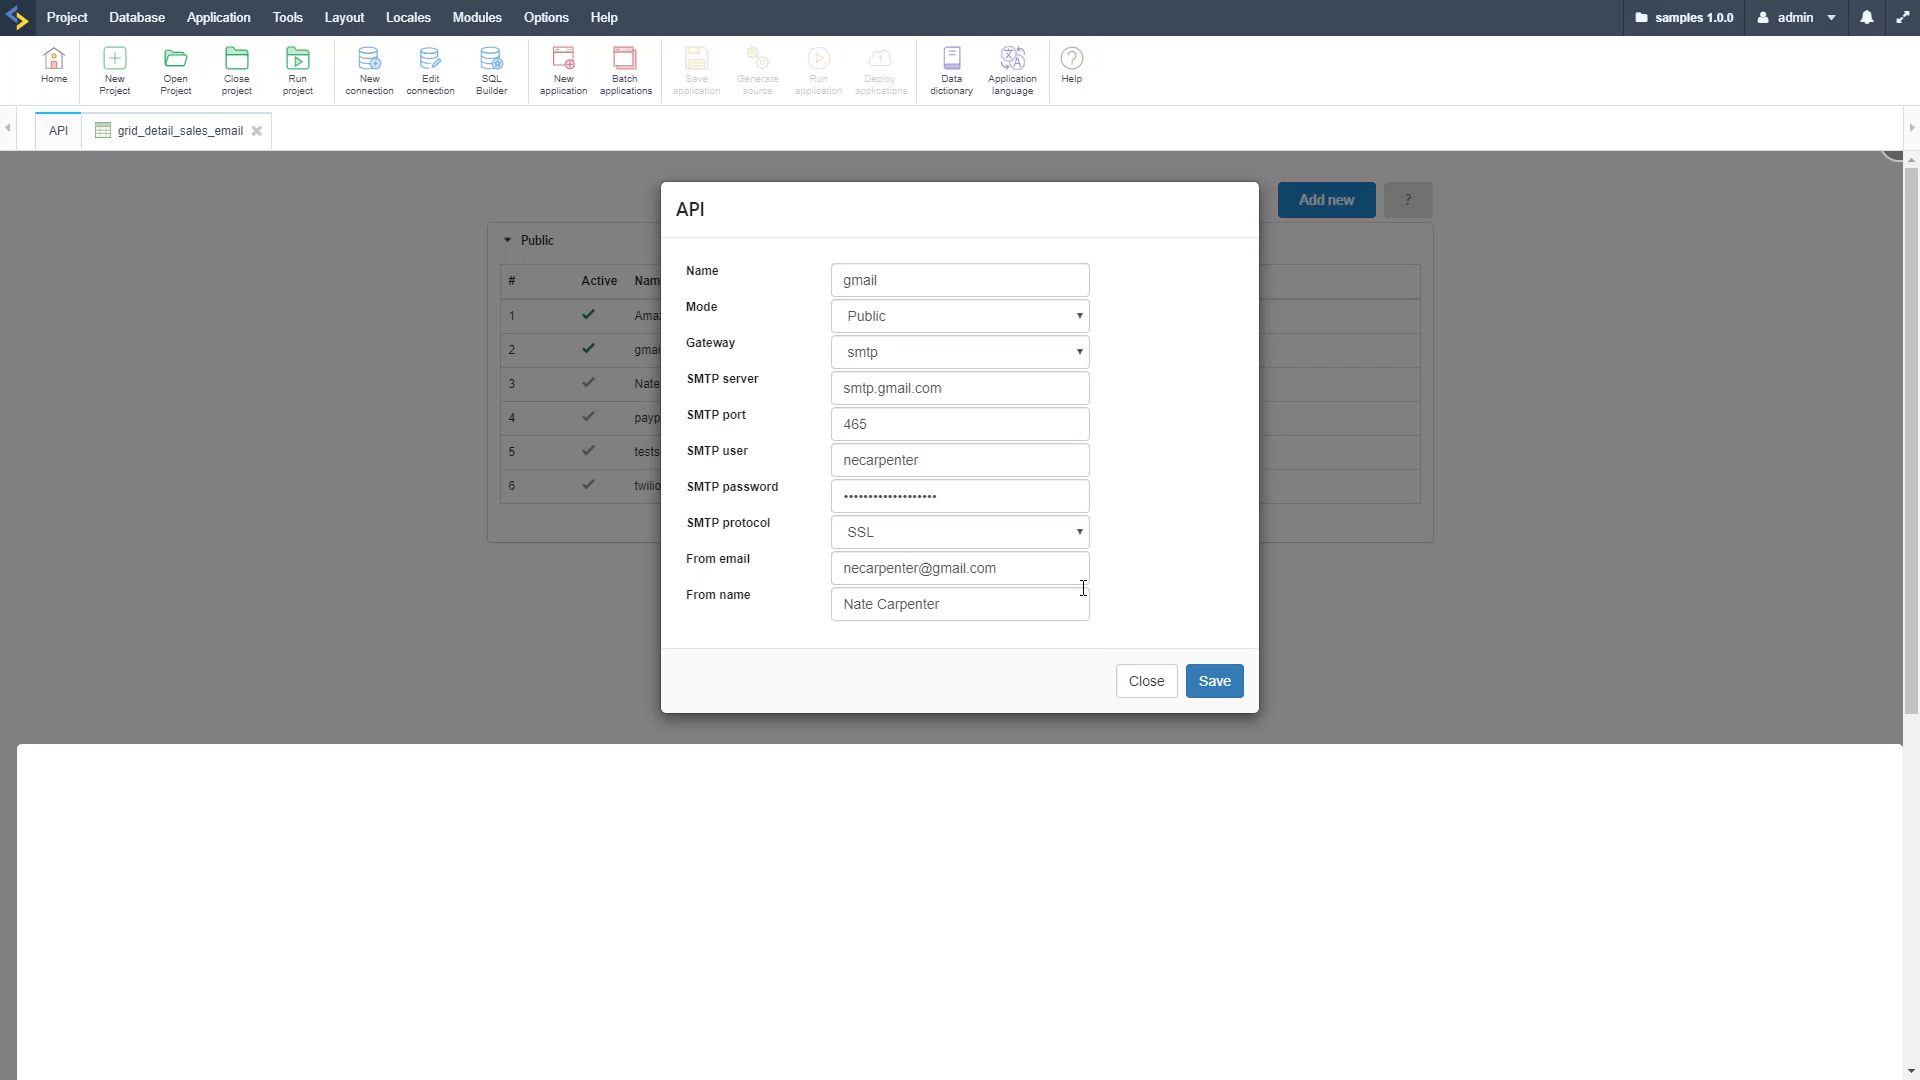 Project Database Application Tools Layout Locales Modules Options Help samples 1.0.0 admin
Home
New Project
Open Project
Close project
Run project
New connection
Edit connection
SQL Builder
New application
Batch applications
Save application
Generate source
Run application
Deploy applications
Data dictionary
Application language
Help
API grid_detail_sales_email
Add new ?
Public
# Active
1
2
3 Nate
4
5
6
API
Name gmail
Mode Public
Gateway smtp
SMTP server smtp.gmail.com
SMTP port 465
SMTP user necarpenter
SMTP password •••••••••••••••••••
SMTP protocol SSL
From email necarpenter@gmail.com
From name Nate Carpenter
Close Save